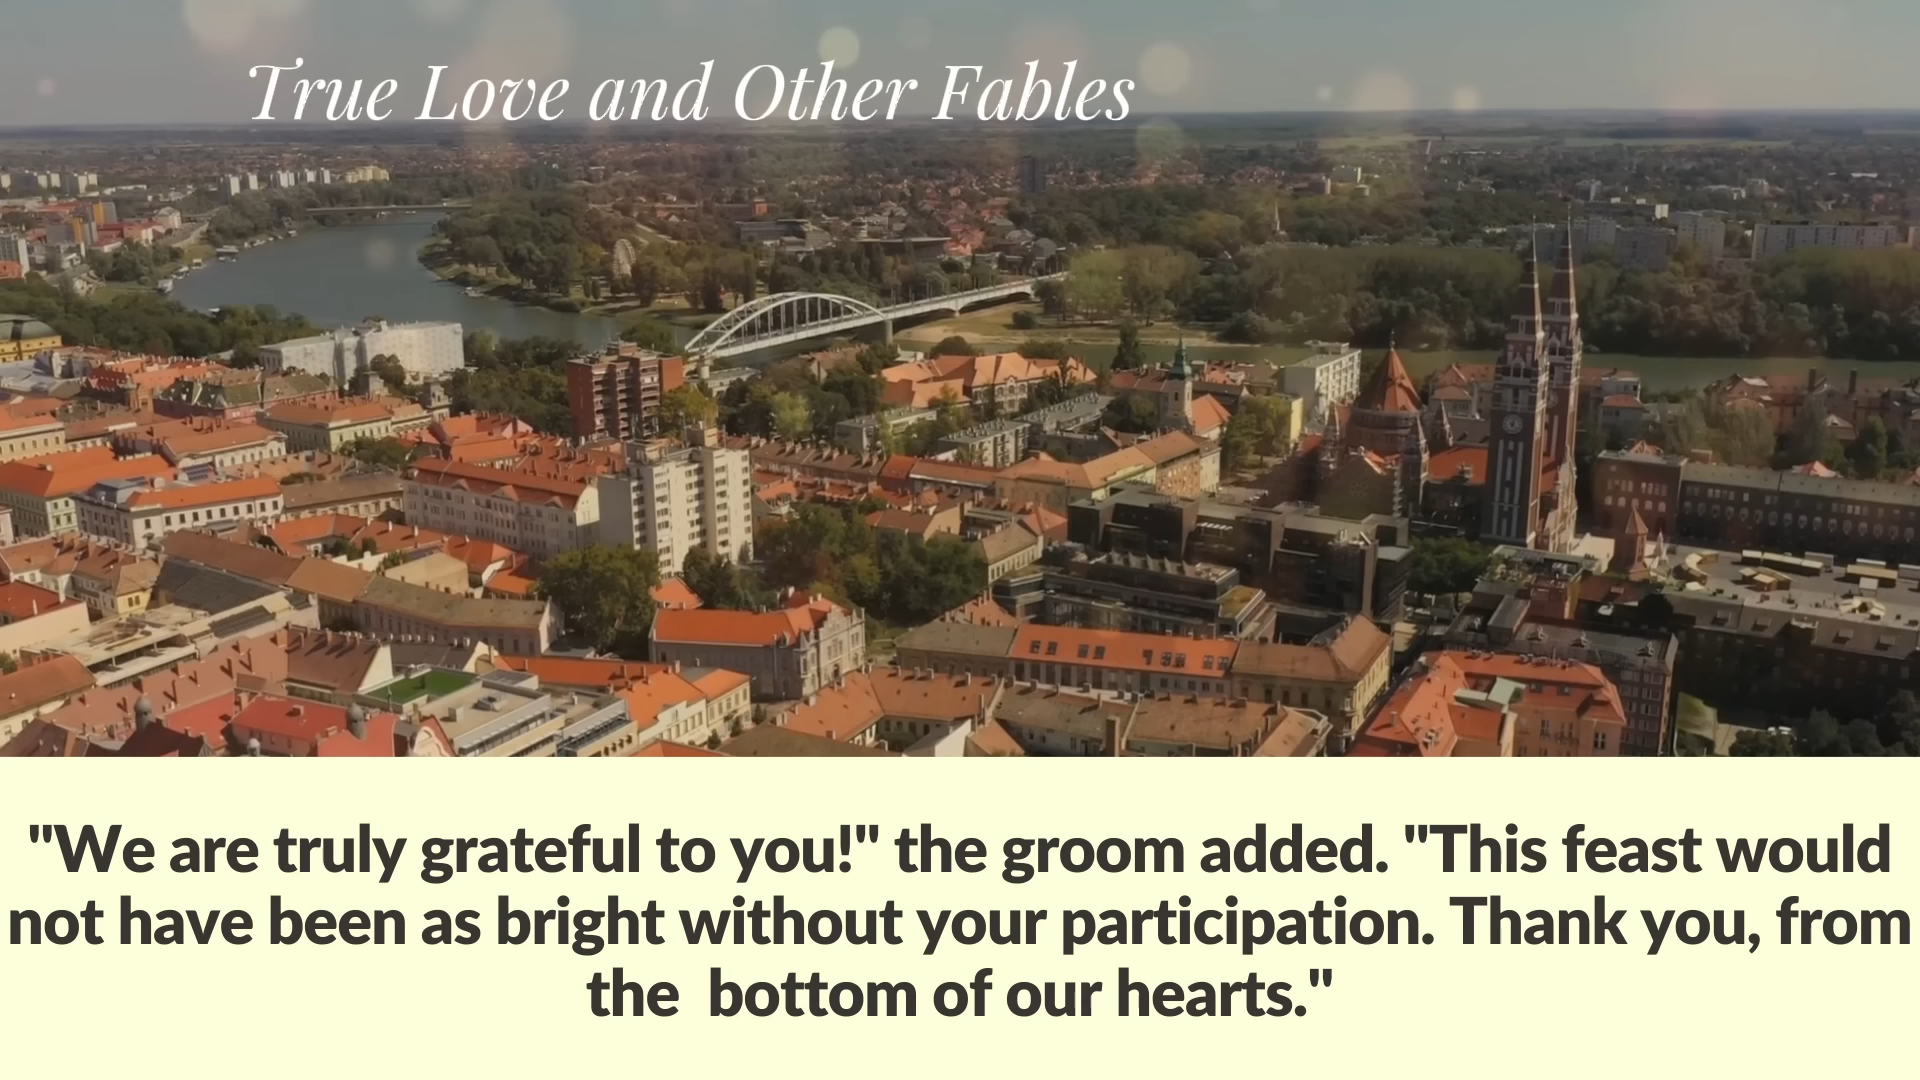 True Love and Other Fables
"We are truly grateful to you!" the groom added. "This feast would
not have been as bright without your participation. Thank you, from
the  bottom of our hearts."